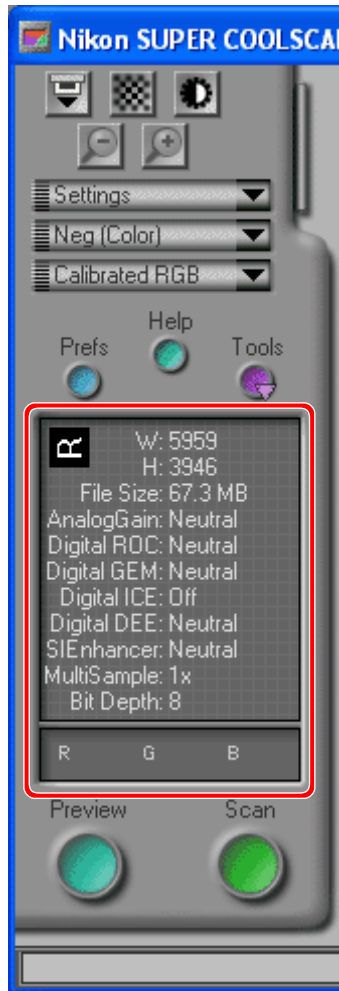 Nikon SUPER COOLSCA
Settings
Neg (Color)
Calibrated RGB
Help
Prefs
Tools
R
W: 5959
H: 3946
File Size: 67.3 MB
AnalogGain: Neutral
Digital ROC: Neutral
Digital GEM: Neutral
Digital ICE: Off
Digital DEE: Neutral
SIEnhancer: Neutral
MultiSample: 1x
Bit Depth: 8
R G B
Preview Scan